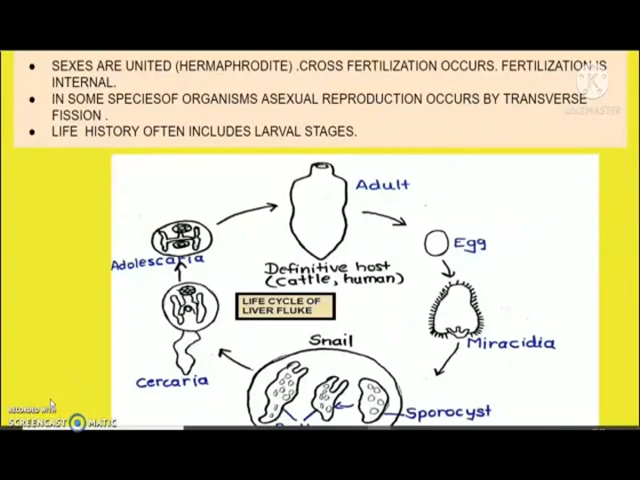 SEXES ARE UNITED (HERMAPHRODITE) .CROSS FERTILIZATION OCCURS. FERTILIZATION IS
INTERNAL.
IN SOME SPECIESOF ORGANISMS ASEXUAL REPRODUCTION OCCURS BY TRANSVERSE
FISSION .
LIFE HISTORY OFTEN INCLUDES LARVAL STAGES.
KINEMASTER
Adult
Egg
Adolescaria
Definitive host
(cattle, human)
LIFE CYCLE OF
LIVER FLUKE
Miracidia
Snail
Cercaria
Sporocyst
RECORDED WITH
SCREENCAST MATIC